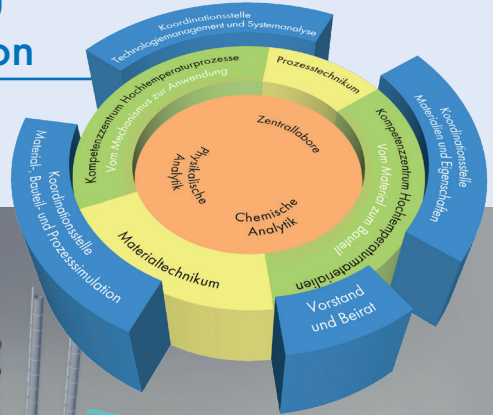 on
Koordinationsstelle
Technologiemanagement und Systemanalyse
Kompetenzzentrum Hochtemperaturprozesse
Vom Mechanismus zur Anwendung
Prozesstechnikum
Koordinationsstelle
Materialien und Eigenschaften
Kompetenzzentrum Hochtemperaturmaterialien
Vom Material zum Bauteil
Zentrallabore
Physikalische
Analytik
Chemische
Analytik
Koordinationsstelle
Material-, Bauteil- und Prozesssimulation
Materialtechnikum
Vorstand
und Beirat